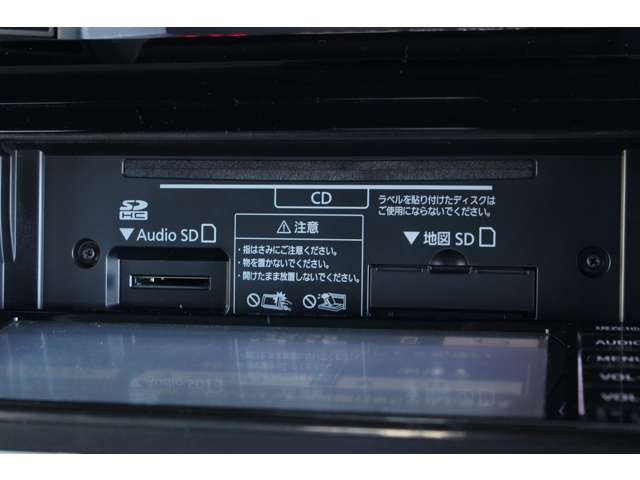 CD
ラベルを貼り付けたディスクは
ご使用にならないでください。
SD
HC
▼Audio SD
⚠注意
・指はさみにご注意ください。
・物を置かないでください。
・開けたまま放置しないでください。
▼地図 SD
AUDIO
MENU
VOL
VOL